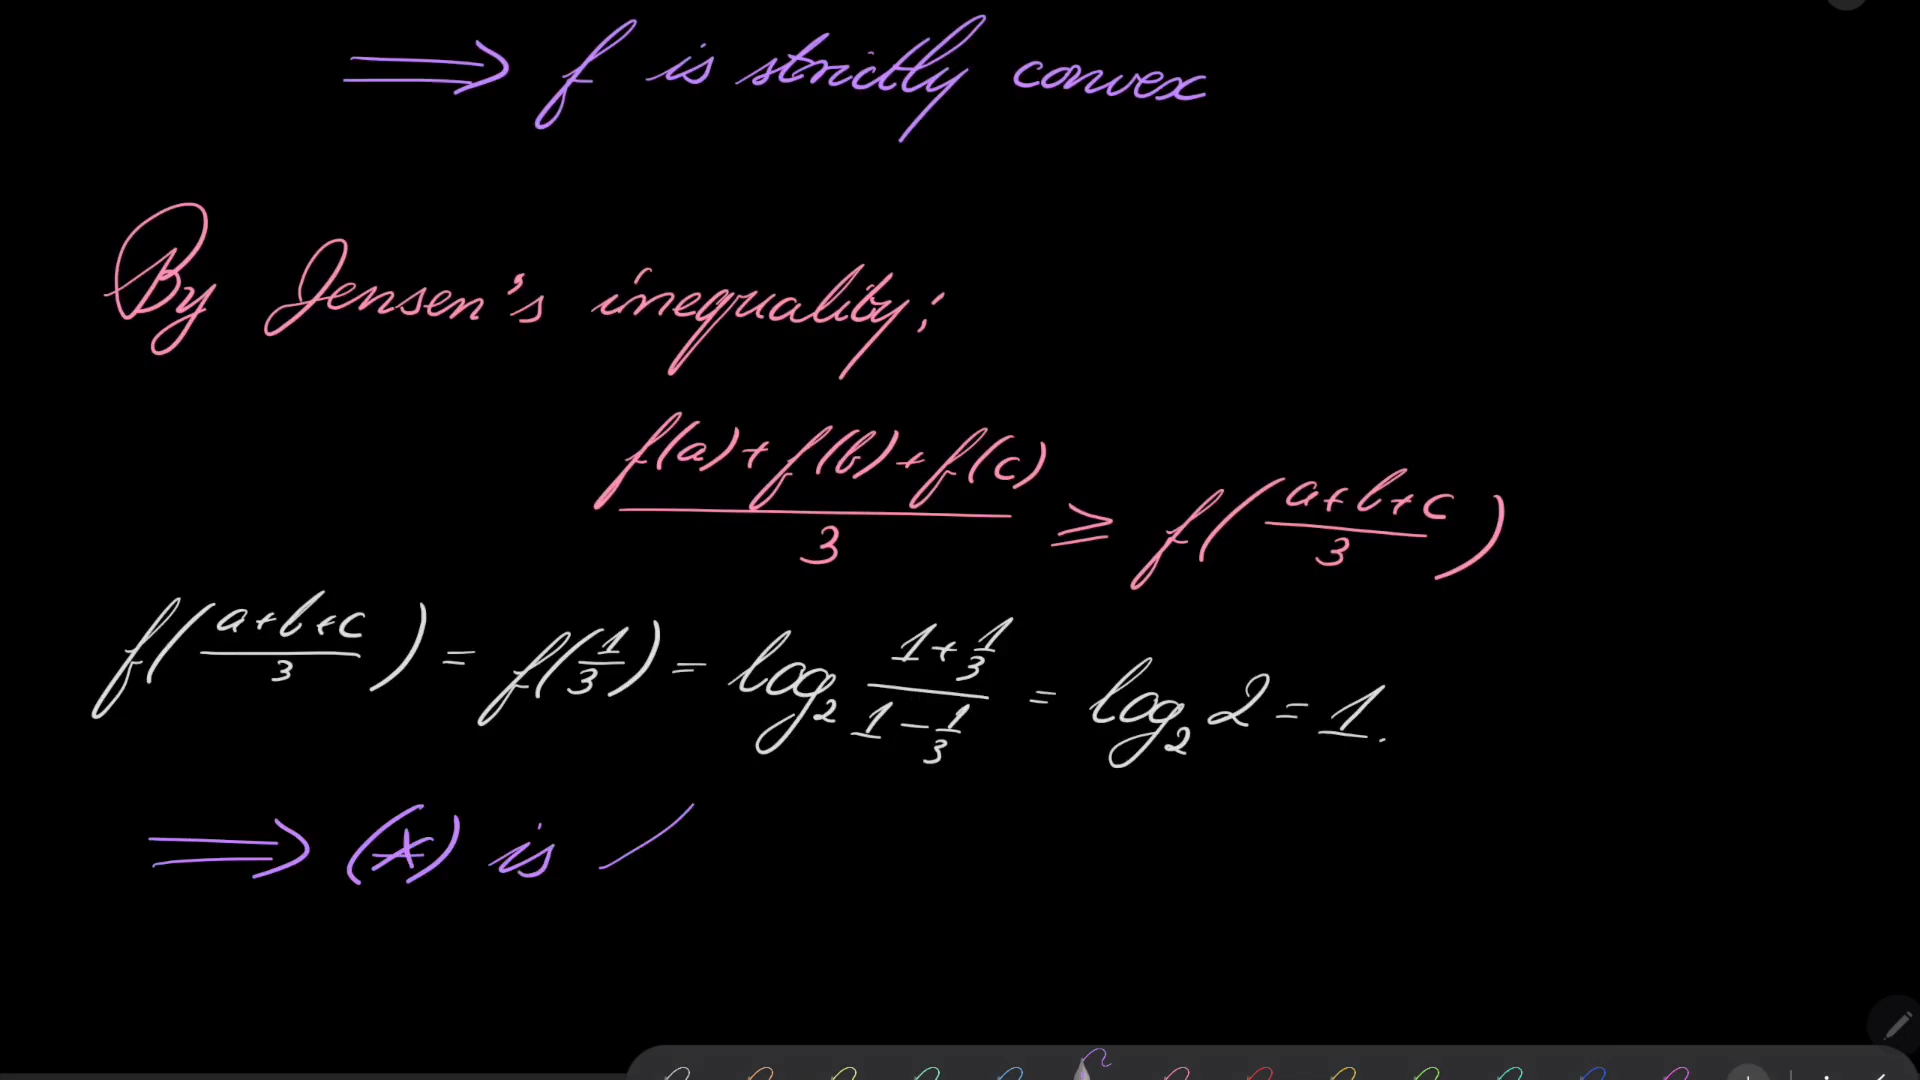 ⟹ f is strictly convex
By Jensen's inequality:
(f(a)+f(b)+f(c))/3 ≥ f((a+b+c)/3)
f((a+b+c)/3) = f(1/3) = log₂ (1+1/3)/(1-1/3) = log₂ 2 = 1.
⟹ (*) is